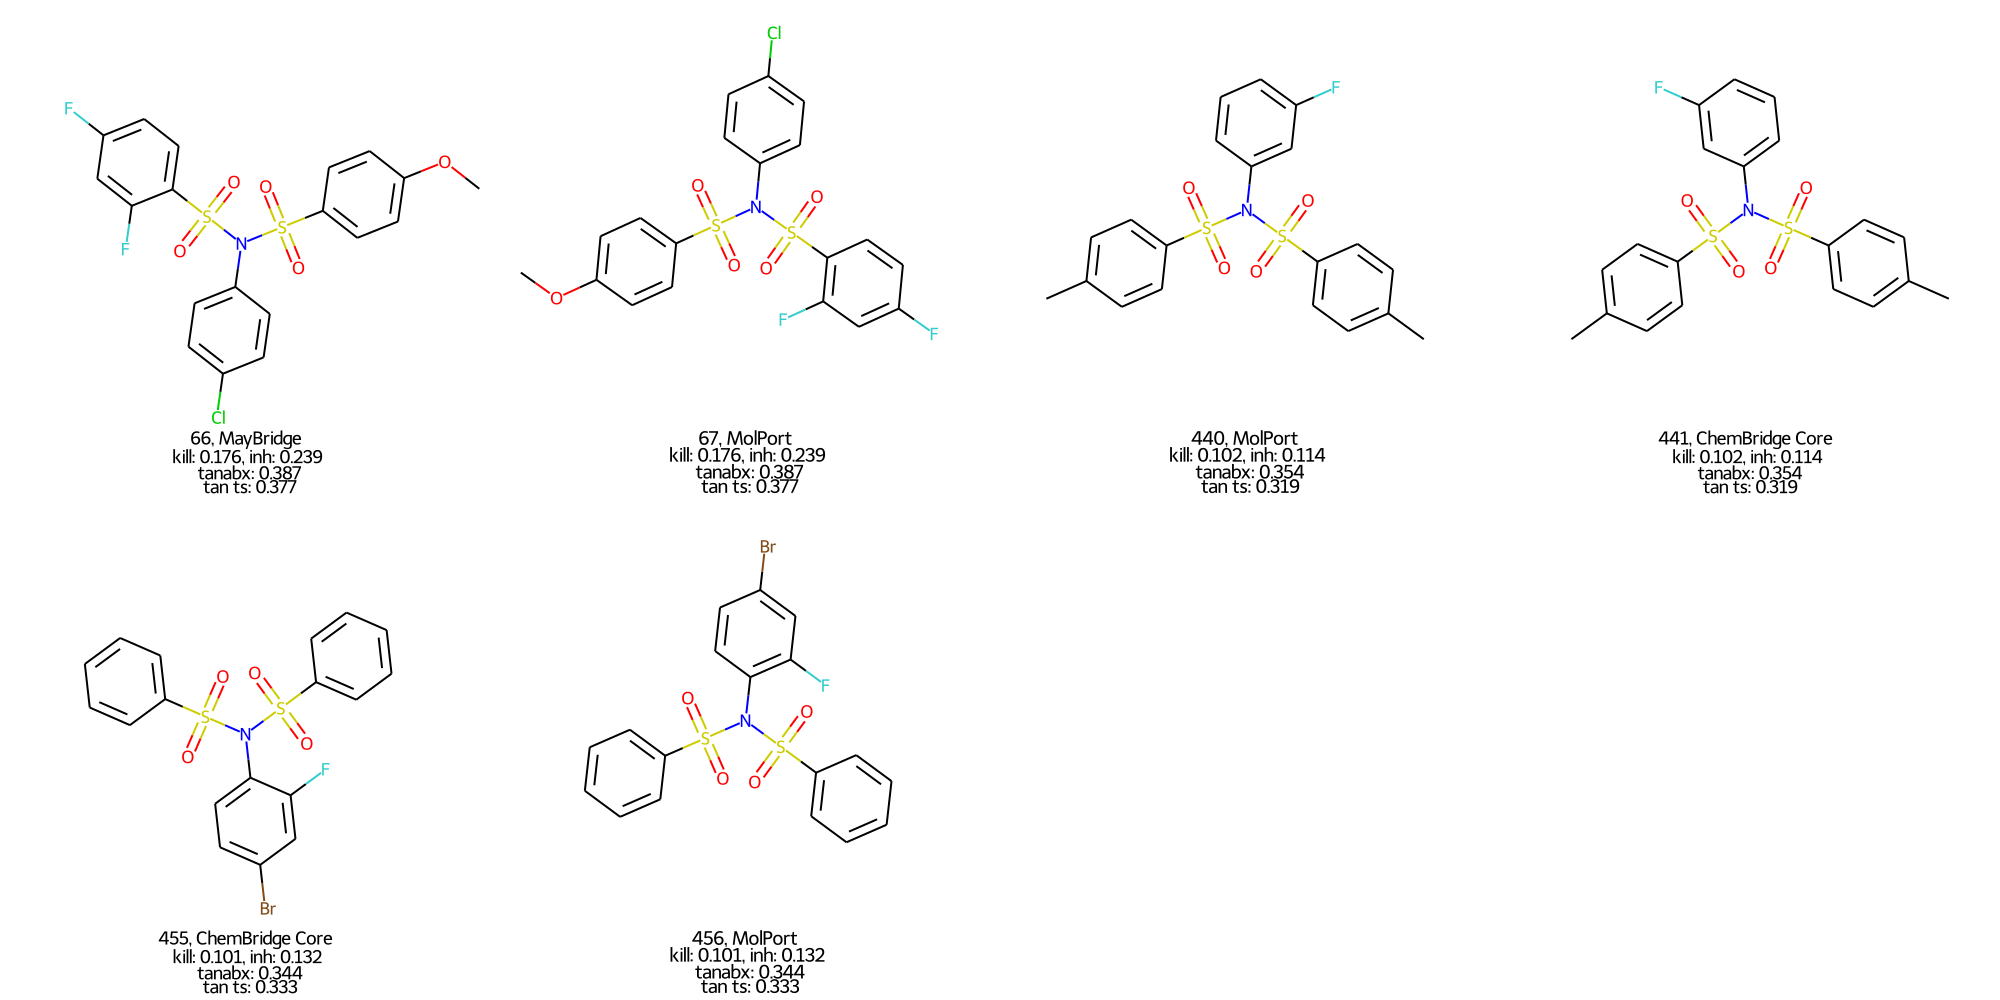 Cl
F
F
O
O
O
S
O
O
S
N
F
Cl
66, MayBridge
kill: 0.176, inh: 0.239
tanabx: 0.387
tan ts: 0.377
N
O
O
S
S
O
O
O
F
F
67, MolPort
kill: 0.176, inh: 0.239
tanabx: 0.387
tan ts: 0.377
F
O
O
N
S
S
O
O
440, MolPort
kill: 0.102, inh: 0.114
tanabx: 0.354
tan ts: 0.319
F
O
O
N
S
S
O
O
441, ChemBridge Core
kill: 0.102, inh: 0.114
tanabx: 0.354
tan ts: 0.319
O
O
S
S
N
O
O
F
Br
455, ChemBridge Core
kill: 0.101, inh: 0.132
tanabx: 0.344
tan ts: 0.333
Br
F
O
O
N
S
S
O
O
456, MolPort
kill: 0.101, inh: 0.132
tanabx: 0.344
tan ts: 0.333